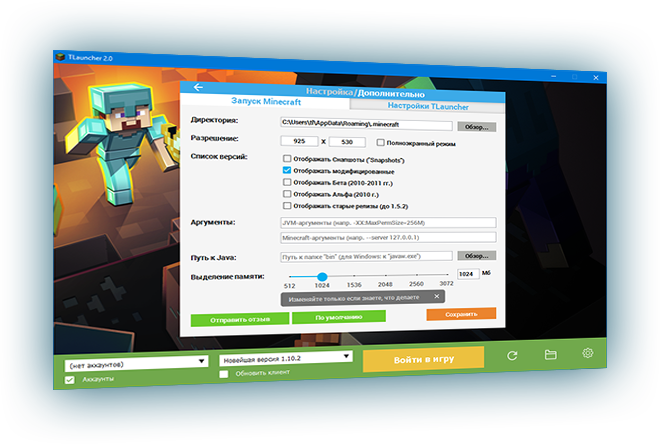 TLauncher 2.0
Настройка/Дополнительно
Запуск Minecraft
Настройки TLauncher
Директория:
C:\Users\tl\AppData\Roaming\.minecraft
Обзор...
Разрешение:
925 x 530
Полноэкранный режим
Список версий:
Отображать Снапшоты ("Snapshots")
Отображать модифицированные
Отображать Бета (2010-2011 гг.)
Отображать Альфа (2010 г.)
Отображать старые релизы (до 1.5.2)
Аргументы:
JVM-аргументы (напр. -XX:MaxPermSize=256M)
Minecraft-аргументы (напр. --server 127.0.0.1)
Путь к Java:
Путь к папке "bin" (для Windows: к "javaw.exe")
Обзор...
Выделение памяти:
1024 Мб
512 1024 1536 2048 2560 3072
Изменяйте только если знаете, что делаете
Отправить отзыв
По умолчанию
Сохранить
(нет аккаунтов)
Новейшая версия 1.10.2
Войти в игру
Аккаунты
Обновить клиент